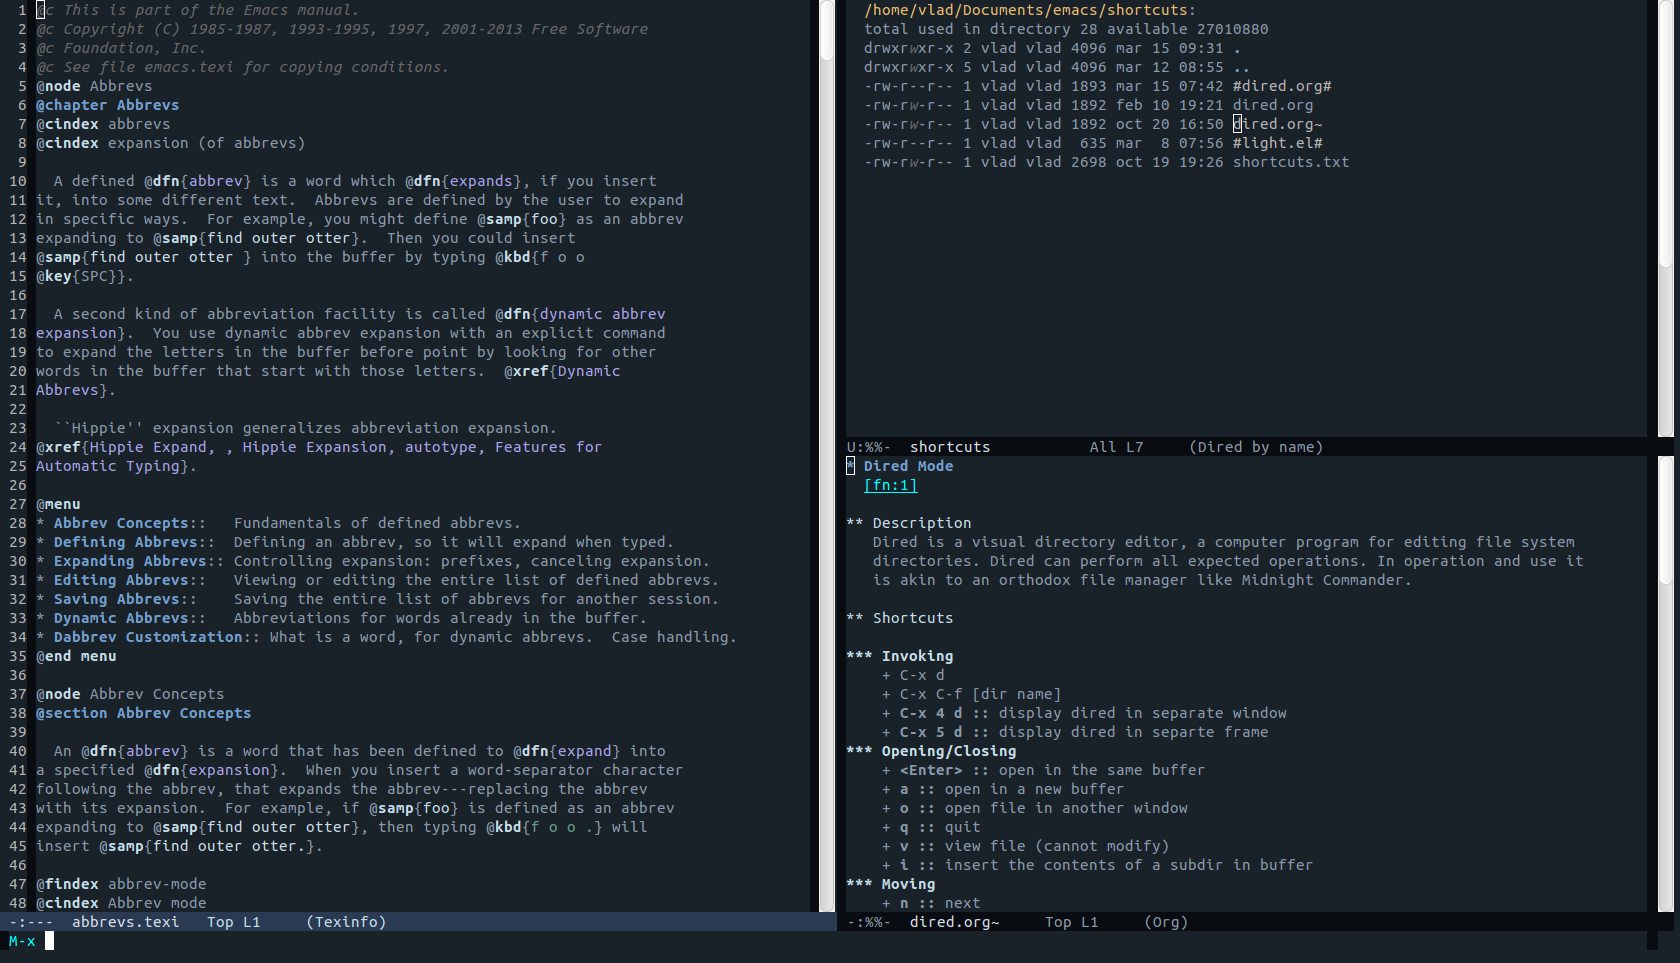 1 @c This is part of the Emacs manual.
2 @c Copyright (C) 1985-1987, 1993-1995, 1997, 2001-2013 Free Software
3 @c Foundation, Inc.
4 @c See file emacs.texi for copying conditions.
5 @node Abbrevs
6 @chapter Abbrevs
7 @cindex abbrevs
8 @cindex expansion (of abbrevs)
9
10   A defined @dfn{abbrev} is a word which @dfn{expands}, if you insert
11 it, into some different text.  Abbrevs are defined by the user to expand
12 in specific ways.  For example, you might define @samp{foo} as an abbrev
13 expanding to @samp{find outer otter}.  Then you could insert
14 @samp{find outer otter } into the buffer by typing @kbd{f o o
15 @key{SPC}}.
16
17   A second kind of abbreviation facility is called @dfn{dynamic abbrev
18 expansion}.  You use dynamic abbrev expansion with an explicit command
19 to expand the letters in the buffer before point by looking for other
20 words in the buffer that start with those letters.  @xref{Dynamic
21 Abbrevs}.
22
23   ``Hippie'' expansion generalizes abbreviation expansion.
24 @xref{Hippie Expand, , Hippie Expansion, autotype, Features for
25 Automatic Typing}.
26
27 @menu
28 * Abbrev Concepts::   Fundamentals of defined abbrevs.
29 * Defining Abbrevs::  Defining an abbrev, so it will expand when typed.
30 * Expanding Abbrevs:: Controlling expansion: prefixes, canceling expansion.
31 * Editing Abbrevs::   Viewing or editing the entire list of defined abbrevs.
32 * Saving Abbrevs::    Saving the entire list of abbrevs for another session.
33 * Dynamic Abbrevs::   Abbreviations for words already in the buffer.
34 * Dabbrev Customization:: What is a word, for dynamic abbrevs.  Case handling.
35 @end menu
36
37 @node Abbrev Concepts
38 @section Abbrev Concepts
39
40   An @dfn{abbrev} is a word that has been defined to @dfn{expand} into
41 a specified @dfn{expansion}.  When you insert a word-separator character
42 following the abbrev, that expands the abbrev---replacing the abbrev
43 with its expansion.  For example, if @samp{foo} is defined as an abbrev
44 expanding to @samp{find outer otter}, then typing @kbd{f o o .} will
45 insert @samp{find outer otter.}.
46
47 @findex abbrev-mode
48 @cindex Abbrev mode
-:---  abbrevs.texi   Top L1     (Texinfo)
M-x
/home/vlad/Documents/emacs/shortcuts:
total used in directory 28 available 27010880
drwxrwxr-x 2 vlad vlad 4096 mar 15 09:31 .
drwxrwxr-x 5 vlad vlad 4096 mar 12 08:55 ..
-rw-r--r-- 1 vlad vlad 1893 mar 15 07:42 #dired.org#
-rw-rw-r-- 1 vlad vlad 1892 feb 10 19:21 dired.org
-rw-rw-r-- 1 vlad vlad 1892 oct 20 16:50 dired.org~
-rw-r--r-- 1 vlad vlad  635 mar  8 07:56 #light.el#
-rw-rw-r-- 1 vlad vlad 2698 oct 19 19:26 shortcuts.txt
U:%%-  shortcuts           All L7     (Dired by name)
* Dired Mode
[fn:1]
** Description
Dired is a visual directory editor, a computer program for editing file system
directories. Dired can perform all expected operations. In operation and use it
is akin to an orthodox file manager like Midnight Commander.
** Shortcuts
*** Invoking
+ C-x d
+ C-x C-f [dir name]
+ C-x 4 d :: display dired in separate window
+ C-x 5 d :: display dired in separte frame
*** Opening/Closing
+ <Enter> :: open in the same buffer
+ a :: open in a new buffer
+ o :: open file in another window
+ q :: quit
+ v :: view file (cannot modify)
+ i :: insert the contents of a subdir in buffer
*** Moving
+ n :: next
-:%%-  dired.org~     Top L1     (Org)